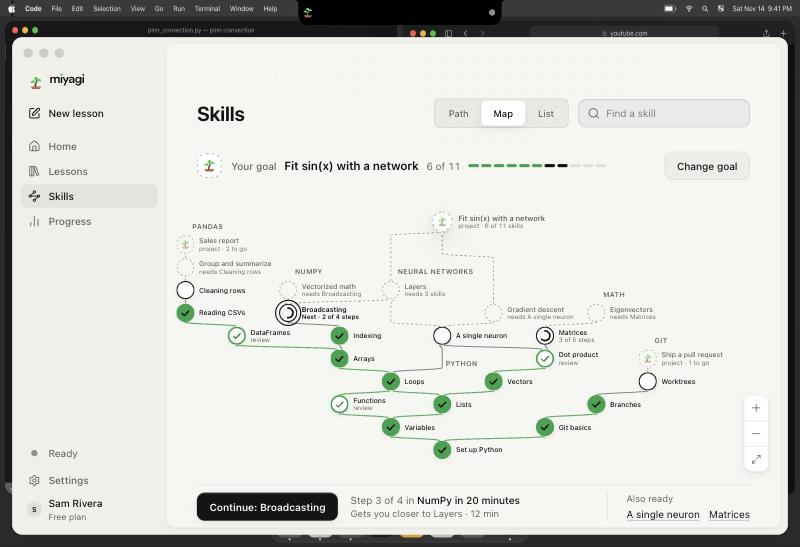 Code File Edit Selection View Go Run Terminal Window Help
Sat Nov 14 9:41 PM
pinn_convection.py — pinn-convection
youtube.com
miyagi
New lesson
Home
Lessons
Skills
Progress
Ready
Settings
S
Sam Rivera
Free plan
Skills
Path
Map
List
Find a skill
Your goal Fit sin(x) with a network 6 of 11
Change goal
Fit sin(x) with a network
project · 6 of 11 skills
PANDAS
Sales report
project · 2 to go
Group and summarize
needs Cleaning rows
Cleaning rows
Reading CSVs
DataFrames
review
NUMPY
Vectorized math
needs Broadcasting
Broadcasting
Next · 2 of 4 steps
Indexing
Arrays
NEURAL NETWORKS
Layers
needs 3 skills
Gradient descent
needs A single neuron
A single neuron
MATH
Eigenvectors
needs Matrices
Matrices
3 of 5 steps
Dot product
review
Vectors
PYTHON
Loops
Functions
review
Lists
Variables
Set up Python
GIT
Ship a pull request
project · 1 to go
Worktrees
Branches
Git basics
Continue: Broadcasting
Step 3 of 4 in NumPy in 20 minutes
Gets you closer to Layers · 12 min
Also ready
A single neuron Matrices